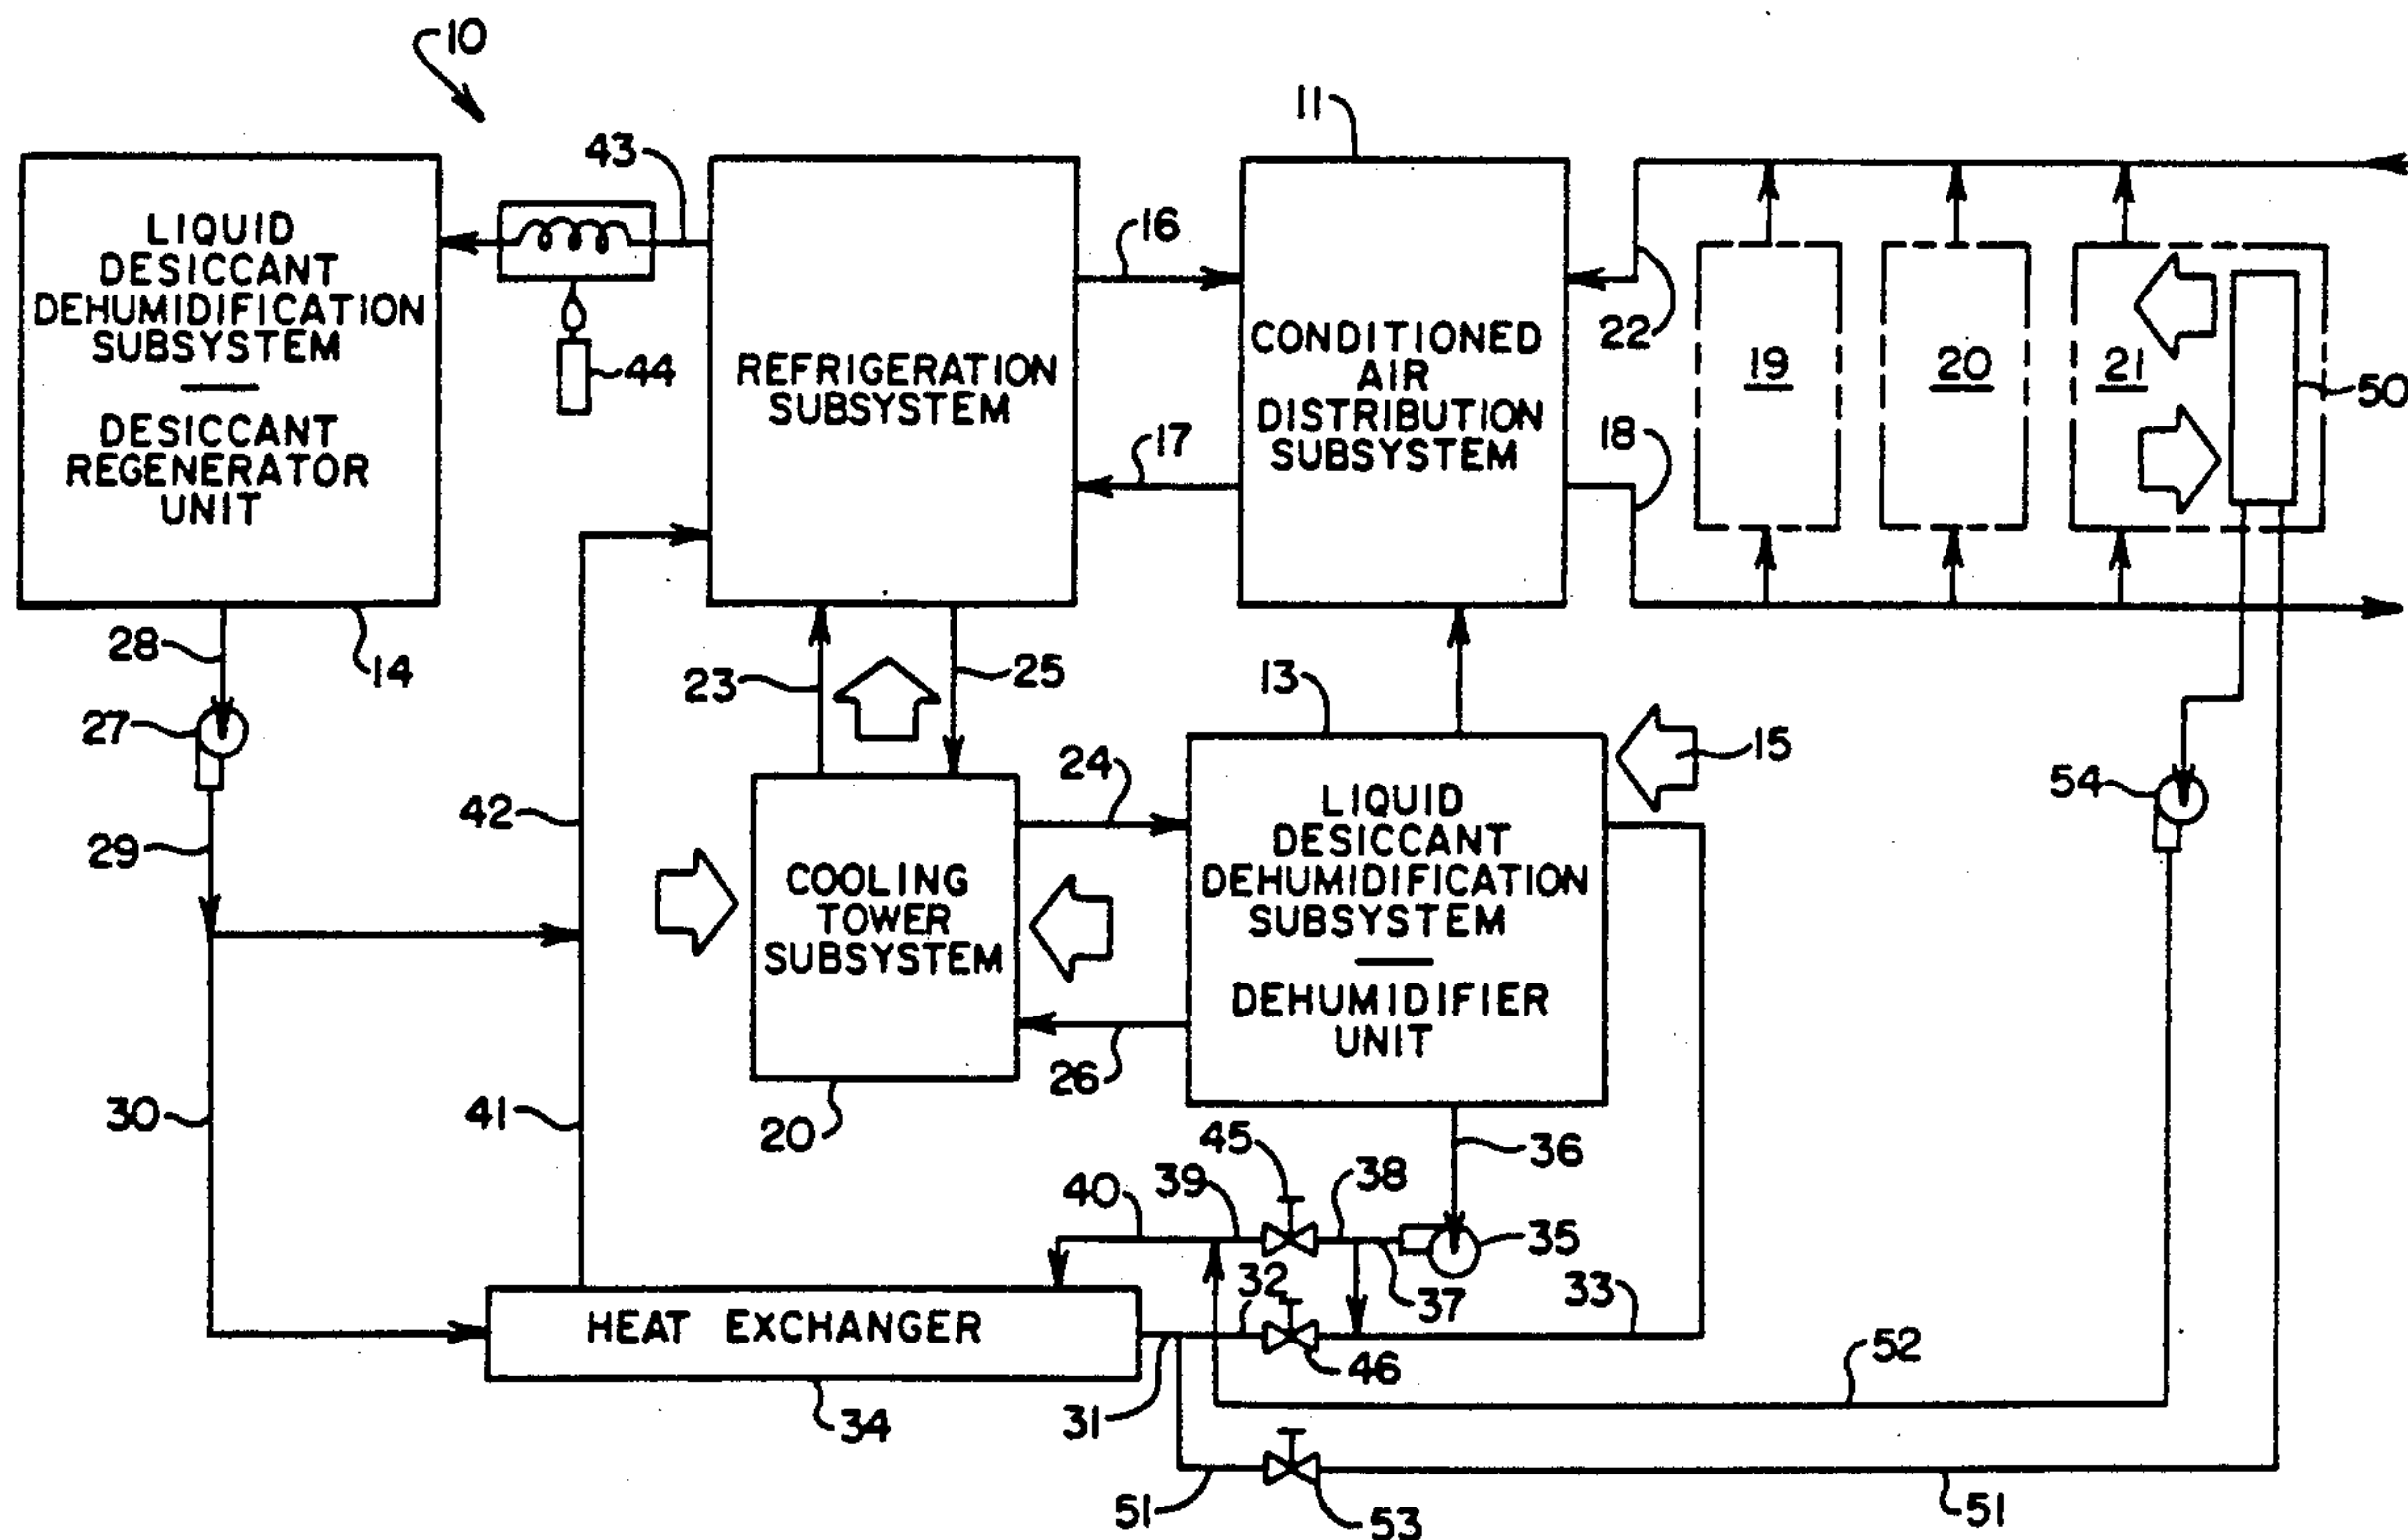 10
11
43
LIQUID
DESICCANT
DEHUMIDIFICATION
SUBSYSTEM
DESICCANT
REGENERATOR
UNIT
44
REFRIGERATION
SUBSYSTEM
16
17
CONDITIONED
AIR
DISTRIBUTION
SUBSYSTEM
22
18
19
20
21
50
28
14
27
29
23
25
13
15
24
42
COOLING
TOWER
SUBSYSTEM
LIQUID
DESICCANT
DEHUMIDIFICATION
SUBSYSTEM
DEHUMIDIFIER
UNIT
54
26
30
41
20
45
36
40
39
38
35
32
37
33
HEAT EXCHANGER
46
52
34
31
51
53
51